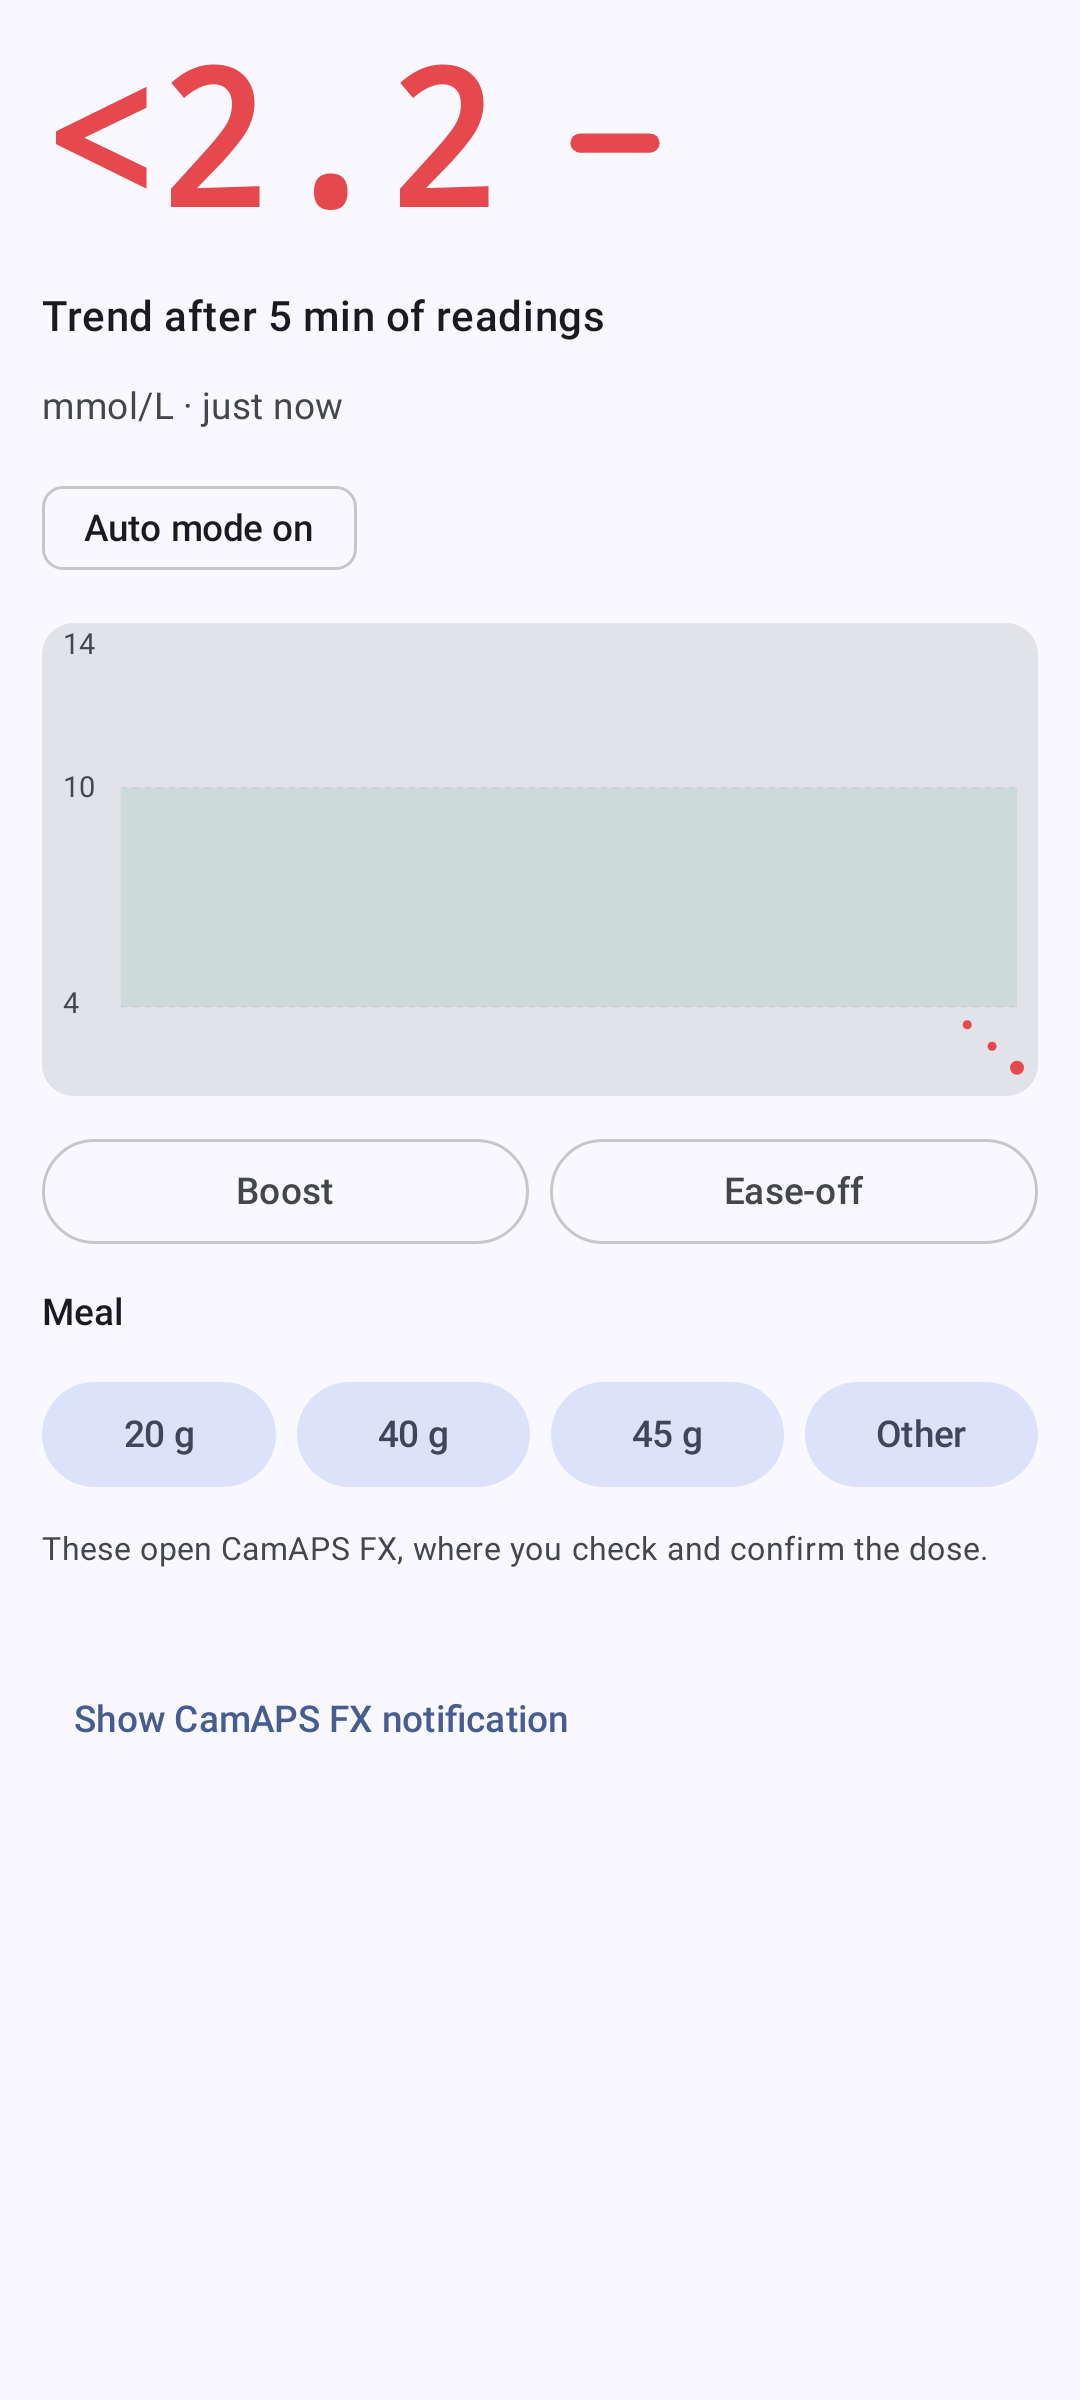 <2.2 –
Trend after 5 min of readings
mmol/L · just now
Auto mode on
14
10
4
Boost
Ease-off
Meal
20 g
40 g
45 g
Other
These open CamAPS FX, where you check and confirm the dose.
Show CamAPS FX notification